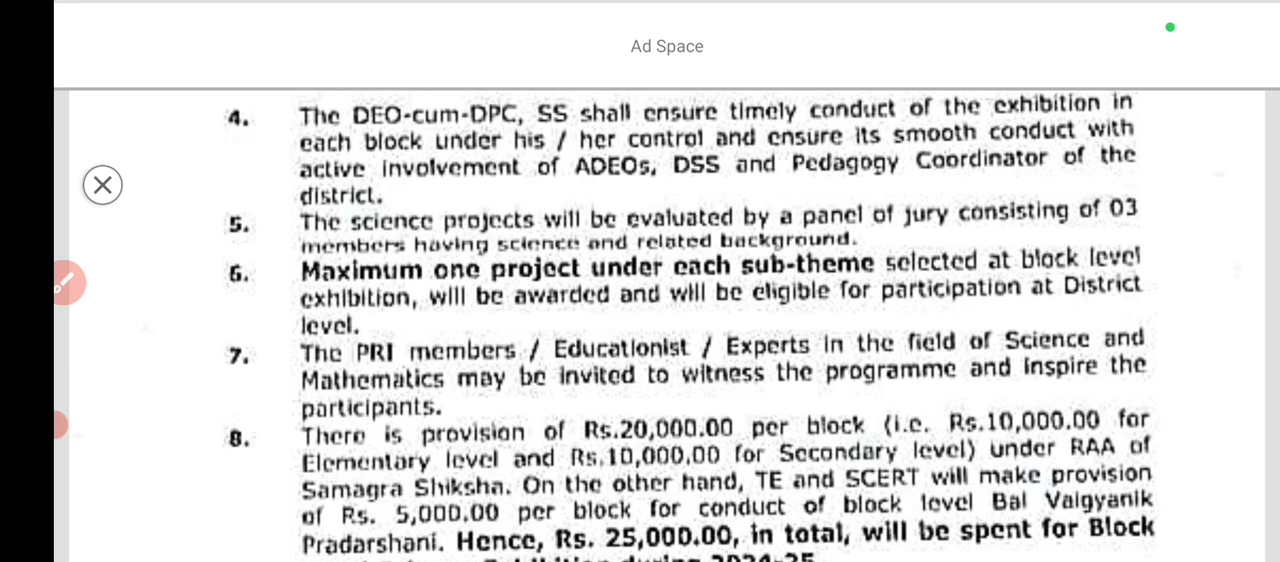 Ad Space
4. The DEO-cum-DPC, SS shall ensure timely conduct of the exhibition in
each block under his / her control and ensure its smooth conduct with
active involvement of ADEOs, DSS and Pedagogy Coordinator of the
district.
5. The science projects will be evaluated by a panel of jury consisting of 03
members having science and related background.
6. Maximum one project under each sub-theme selected at block level
exhibition, will be awarded and will be eligible for participation at District
level.
7. The PRI members / Educationist / Experts in the field of Science and
Mathematics may be invited to witness the programme and inspire the
participants.
8. There is provision of Rs.20,000.00 per block (i.e. Rs.10,000.00 for
Elementary level and Rs.10,000.00 for Secondary level) under RAA of
Samagra Shiksha. On the other hand, TE and SCERT will make provision
of Rs. 5,000.00 per block for conduct of block level Bal Vaigyanik
Pradarshani. Hence, Rs. 25,000.00, in total, will be spent for Block
during 2024-25